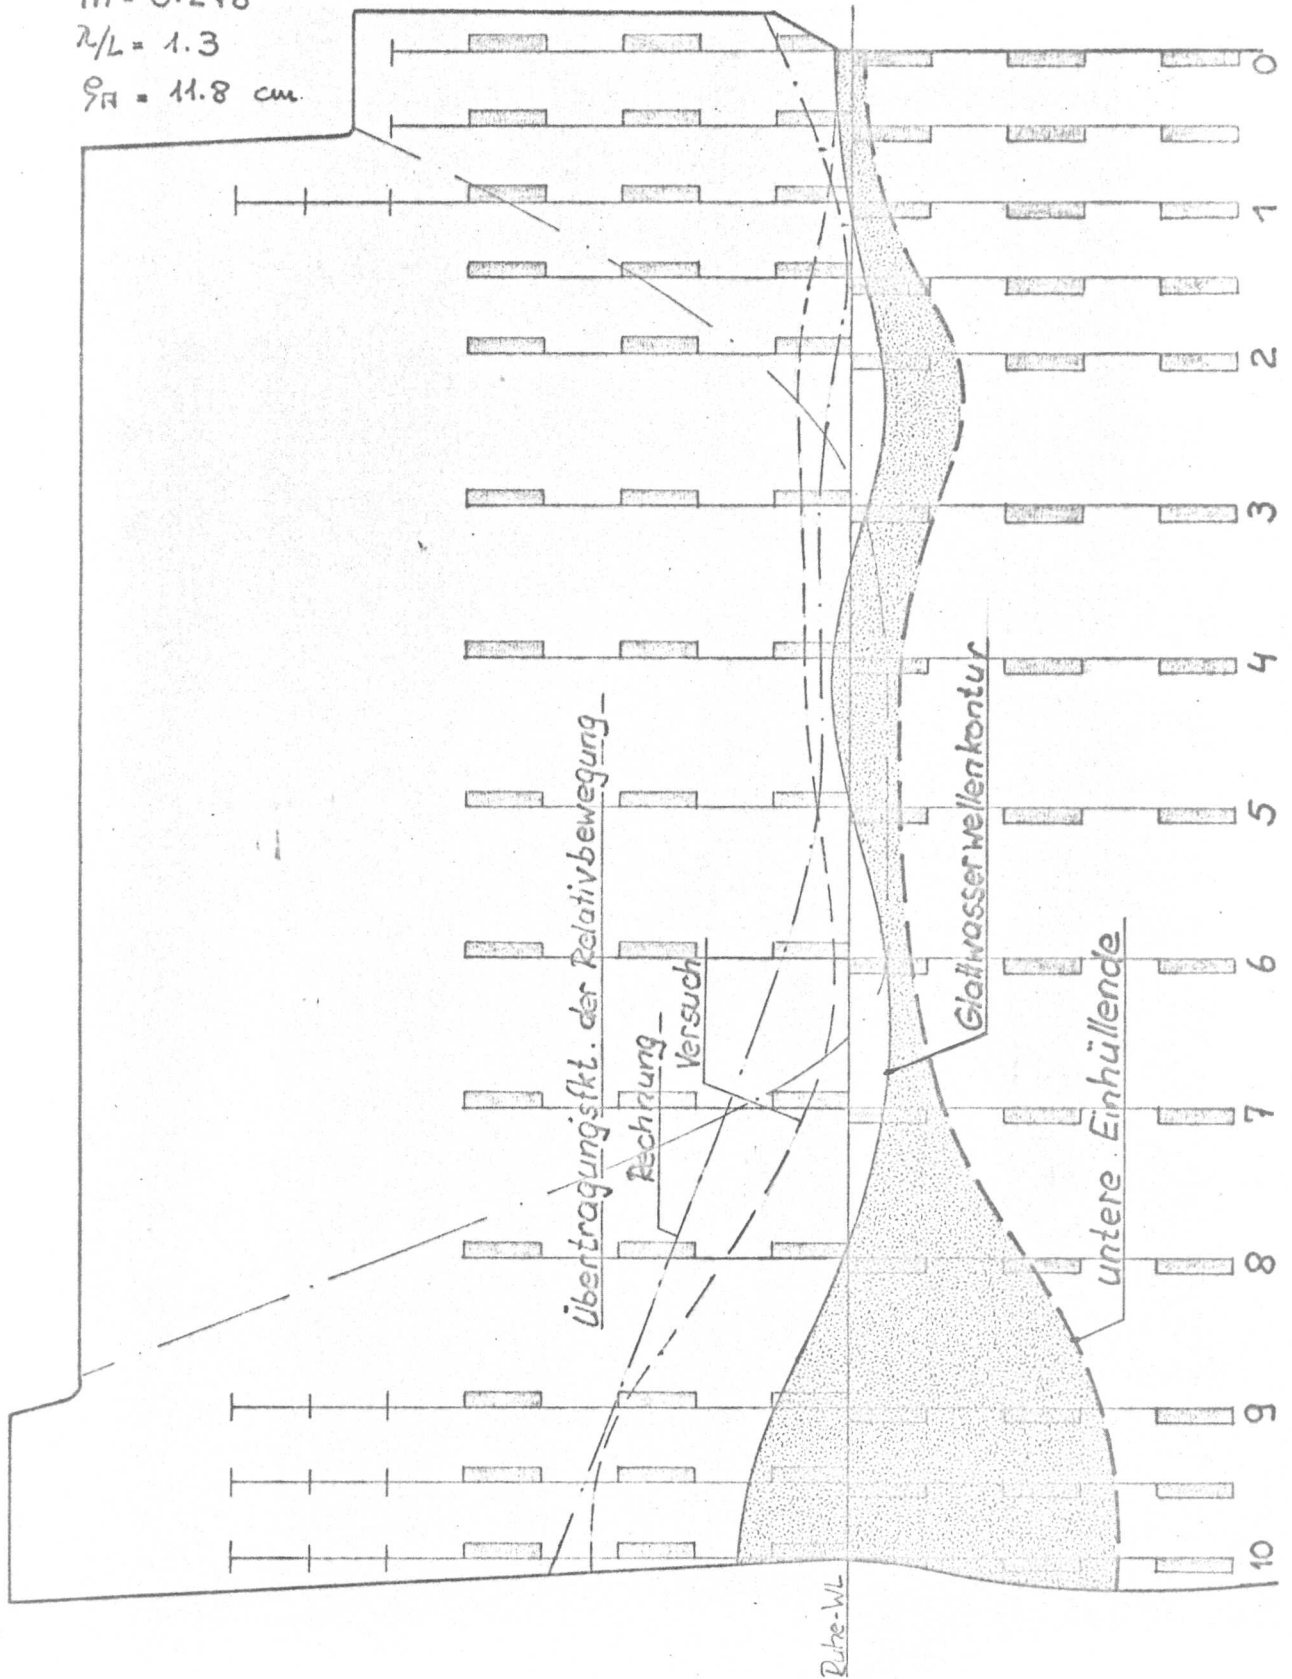 λ/L = 1.3
ζA = 11.8 cm.
0
1
2
3
4
5
6
7
8
9
10
Übertragungsfkt. der Relativbewegung
Rechnung
Versuch
Glattwasserwellenkontur
untere Einhüllende
Ruhe-WL